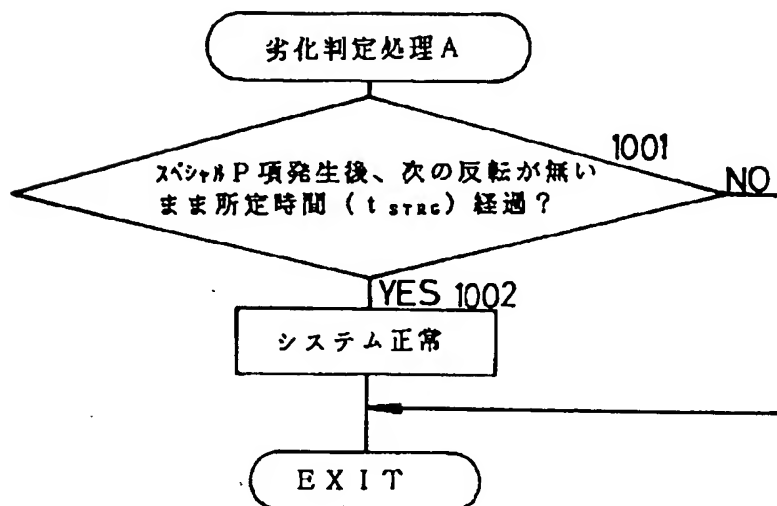 劣化判定処理A
1001
スペシャルP項発生後、次の反転が無い
まま所定時間(tSTRG)経過?
NO
YES 1002
システム正常
EXIT